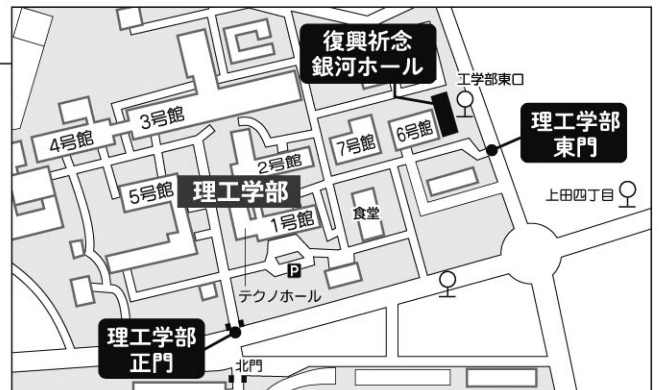 復興祈念
銀河ホール
工学部東口
理工学部
東門
3号館
4号館
7号館
6号館
2号館
上田四丁目
5号館
理工学部
食堂
1号館
P
テクノホール
理工学部
正門
北門